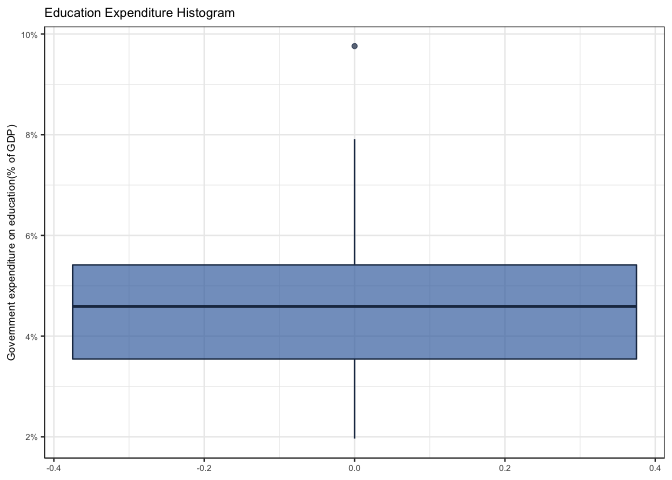 Education Expenditure Histogram
Government expenditure on education(% of GDP)
10%
8%
6%
4%
2%
-0.4 -0.2 0.0 0.2 0.4